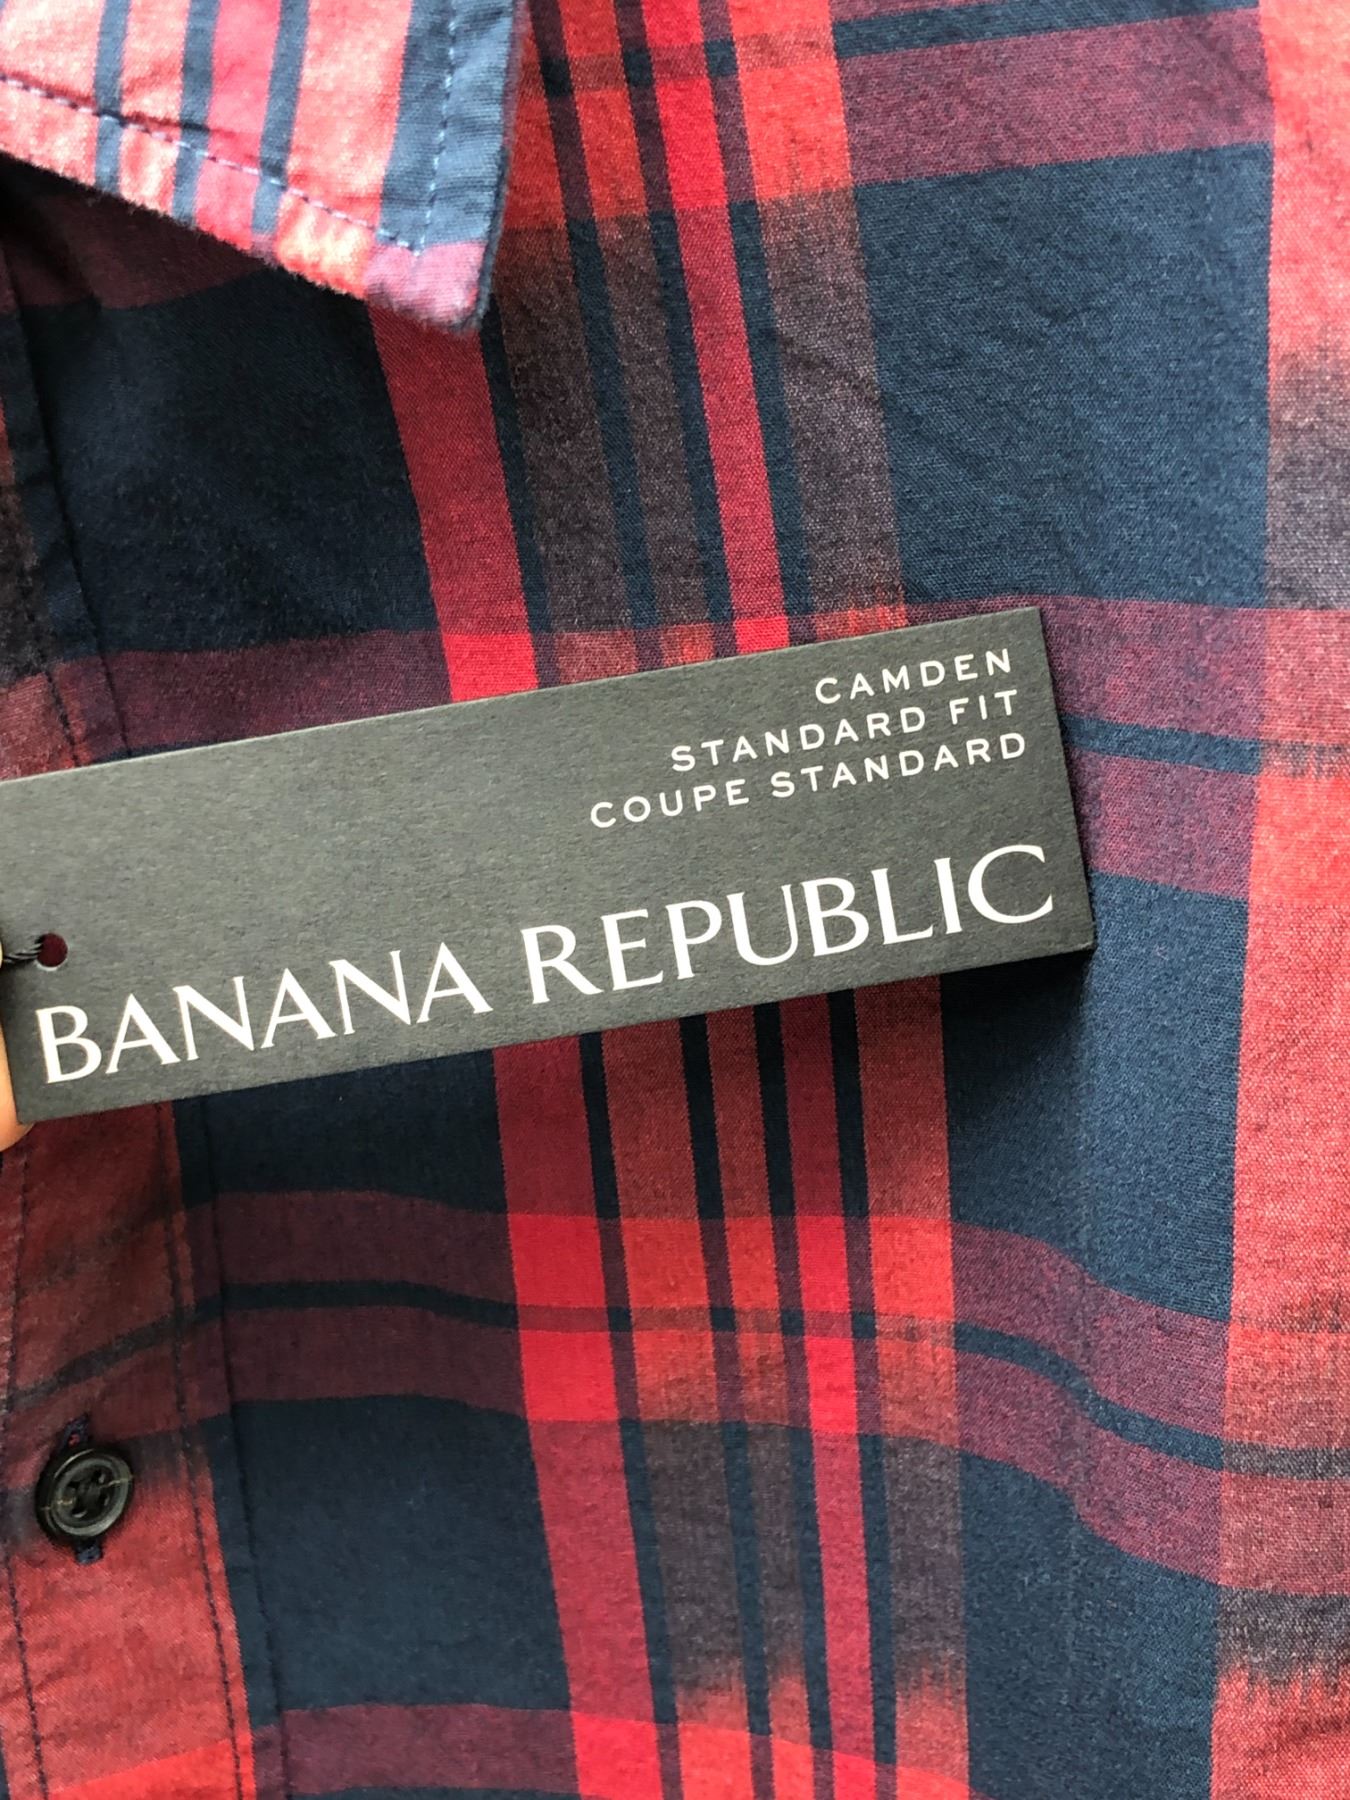 CAMDEN
STANDARD FIT
COUPE STANDARD
BANANA REPUBLIC